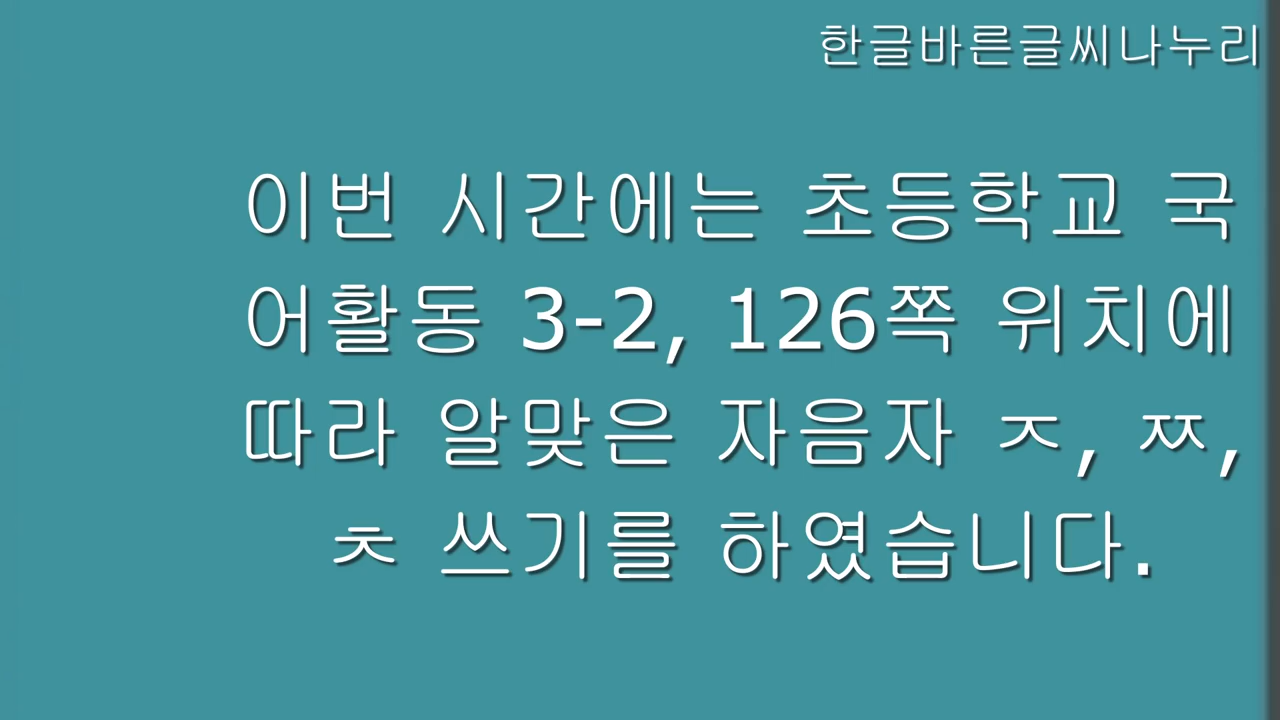 한글바른글씨나누리
이번 시간에는 초등학교 국
어활동 3-2, 126쪽 위치에
따라 알맞은 자음자 ㅈ, ㅉ,
ㅊ 쓰기를 하였습니다.